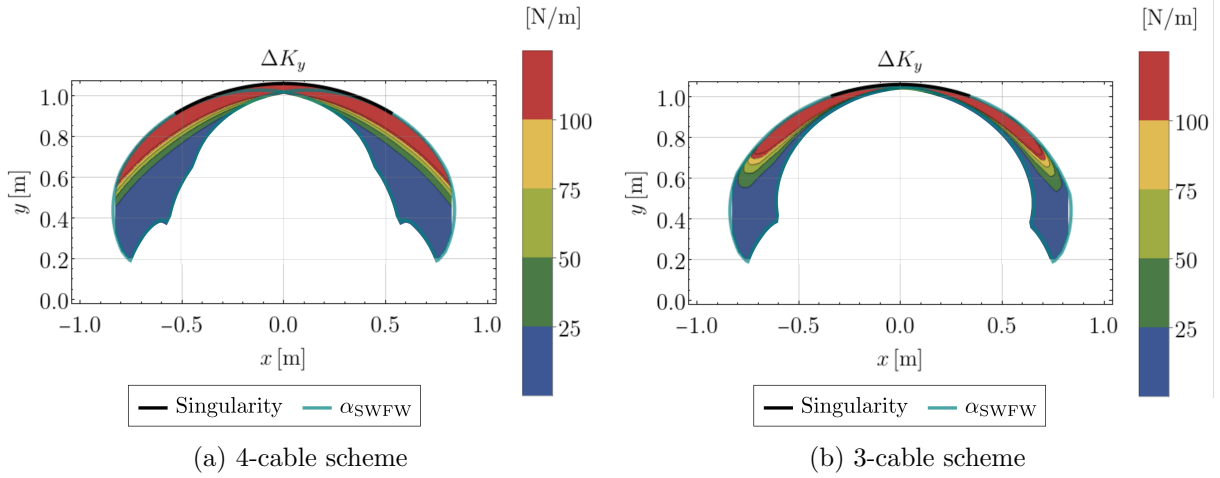 [N/m]
ΔK_y
1.0
0.8
0.6
0.4
0.2
0.0
y [m]
−1.0 −0.5 0.0 0.5 1.0
x [m]
100
75
50
25
Singularity α_SWFW
(a) 4-cable scheme
[N/m]
ΔK_y
1.0
0.8
0.6
0.4
0.2
0.0
y [m]
−1.0 −0.5 0.0 0.5 1.0
x [m]
100
75
50
25
Singularity α_SWFW
(b) 3-cable scheme